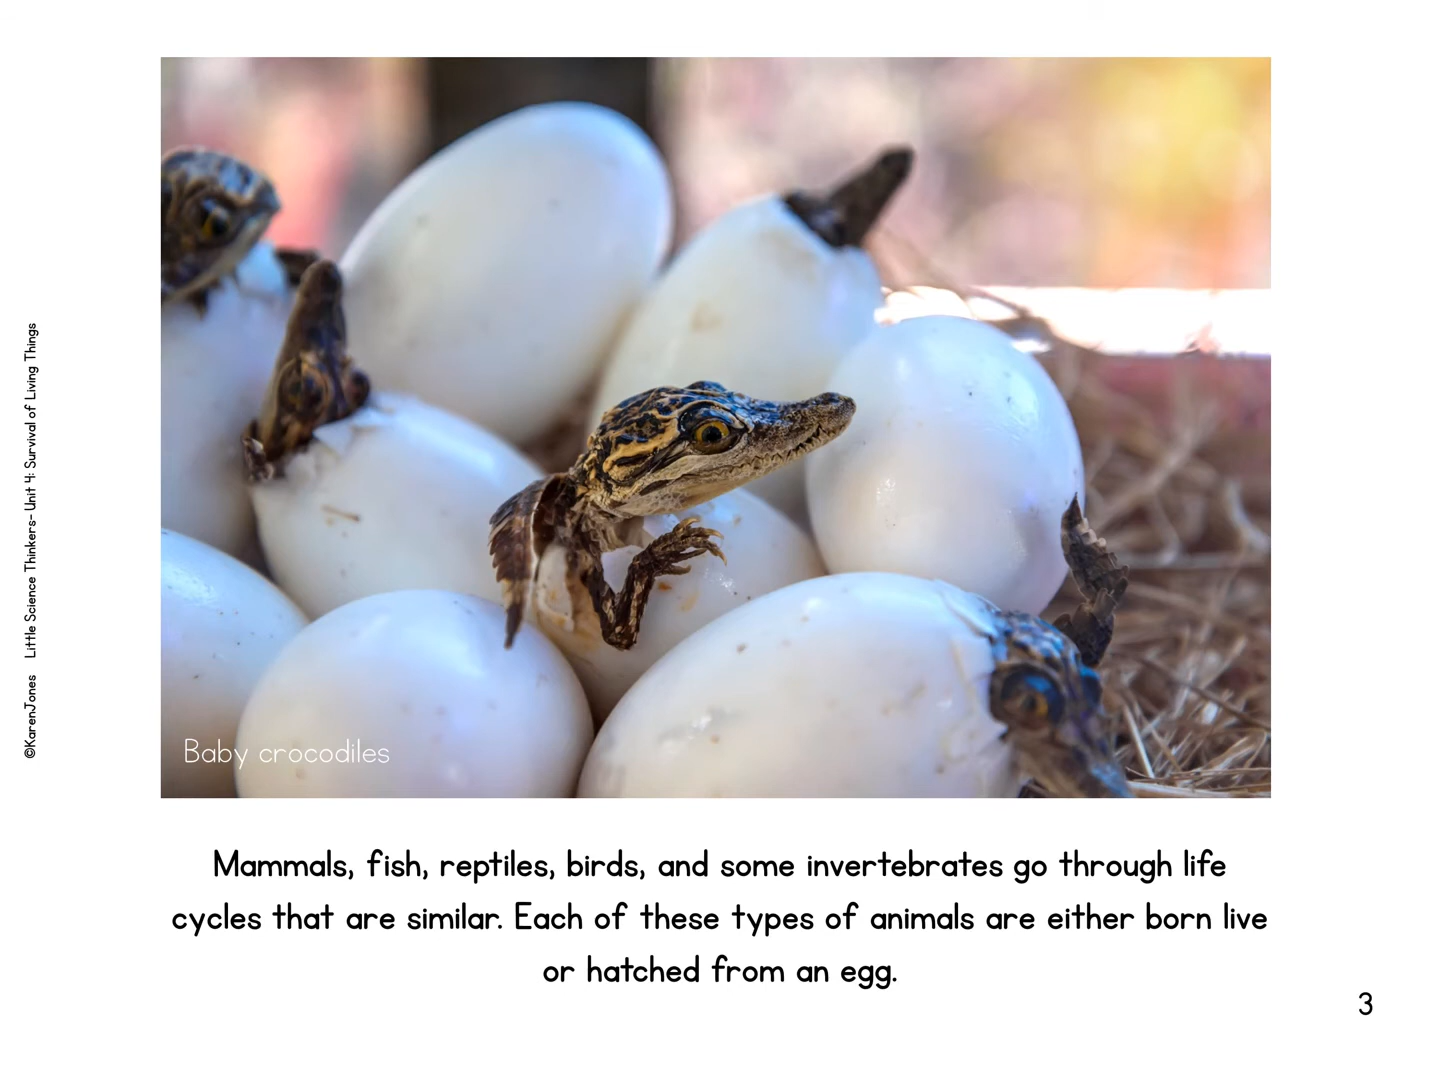 ©KarenJones Little Science Thinkers- Unit 4: Survival of Living Things
Baby crocodiles
Mammals, fish, reptiles, birds, and some invertebrates go through life
cycles that are similar. Each of these types of animals are either born live
or hatched from an egg.
3